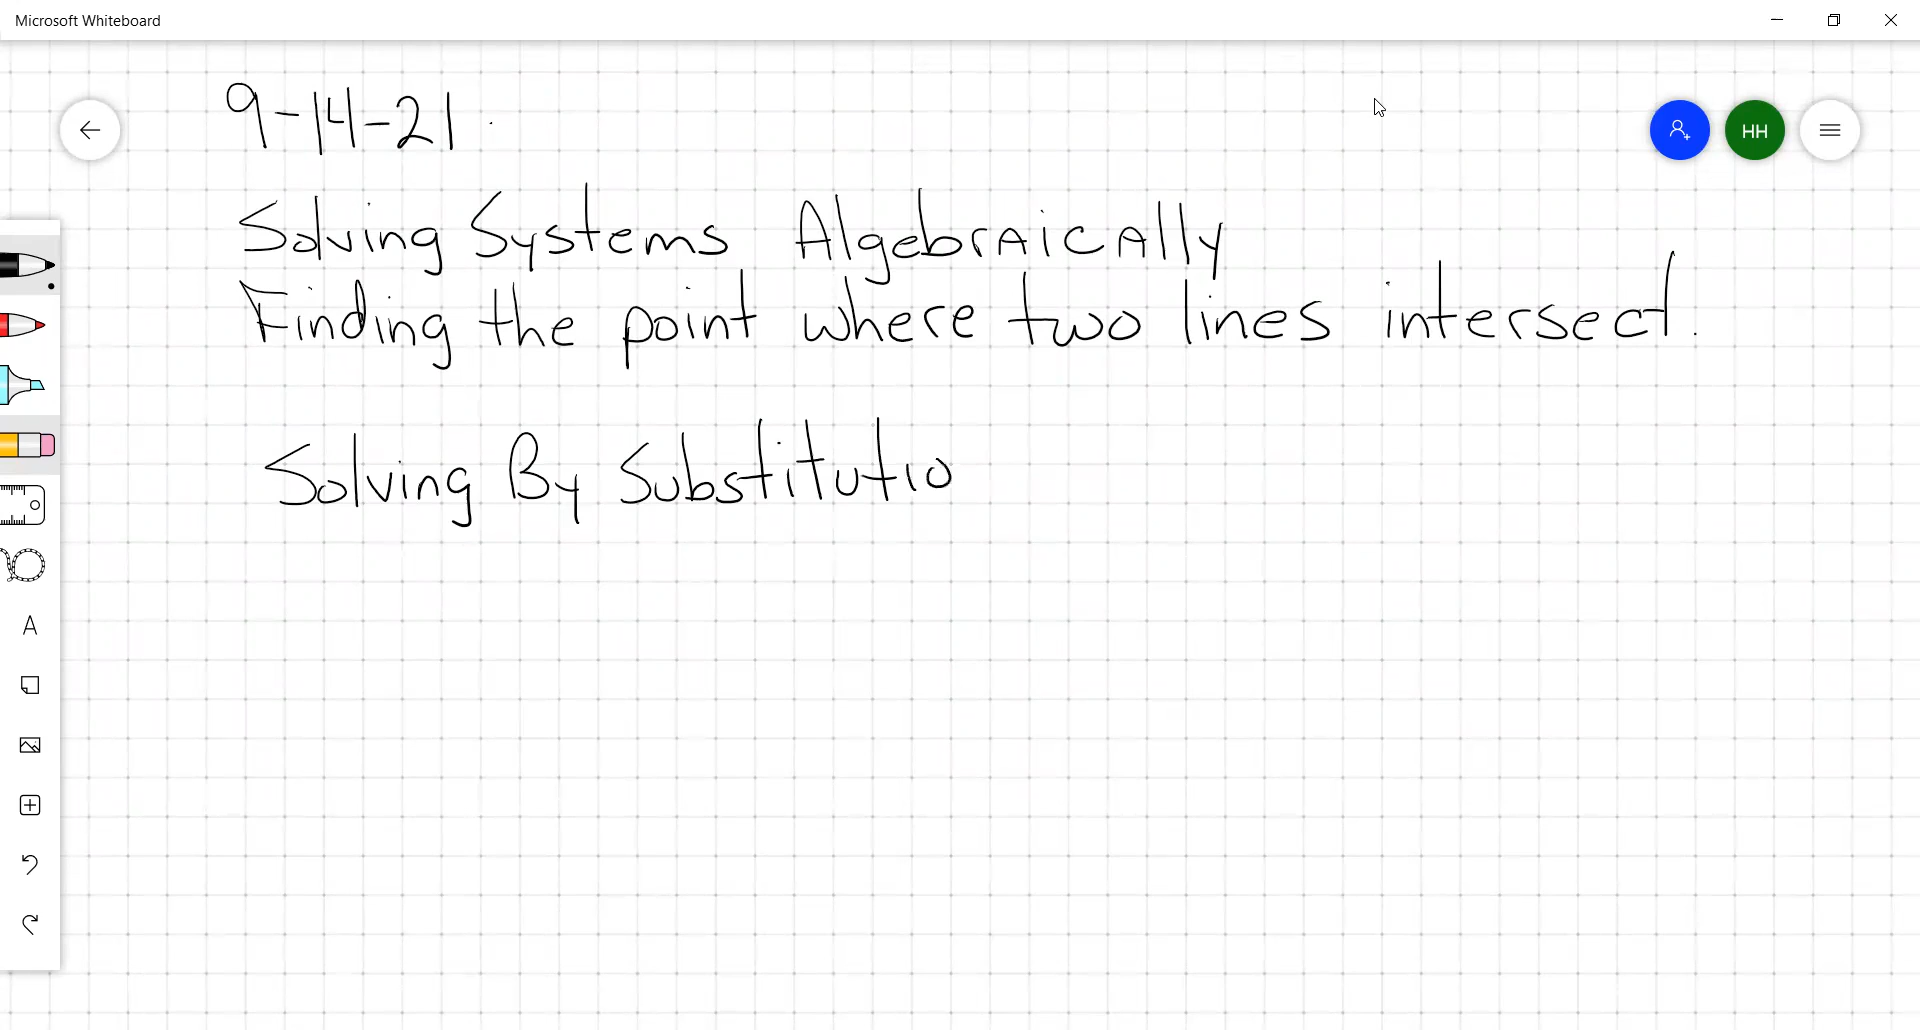 Microsoft Whiteboard
9-14-21
HH
Solving Systems Algebraically
Finding the point where two lines intersect.
Solving By Substitutio
A